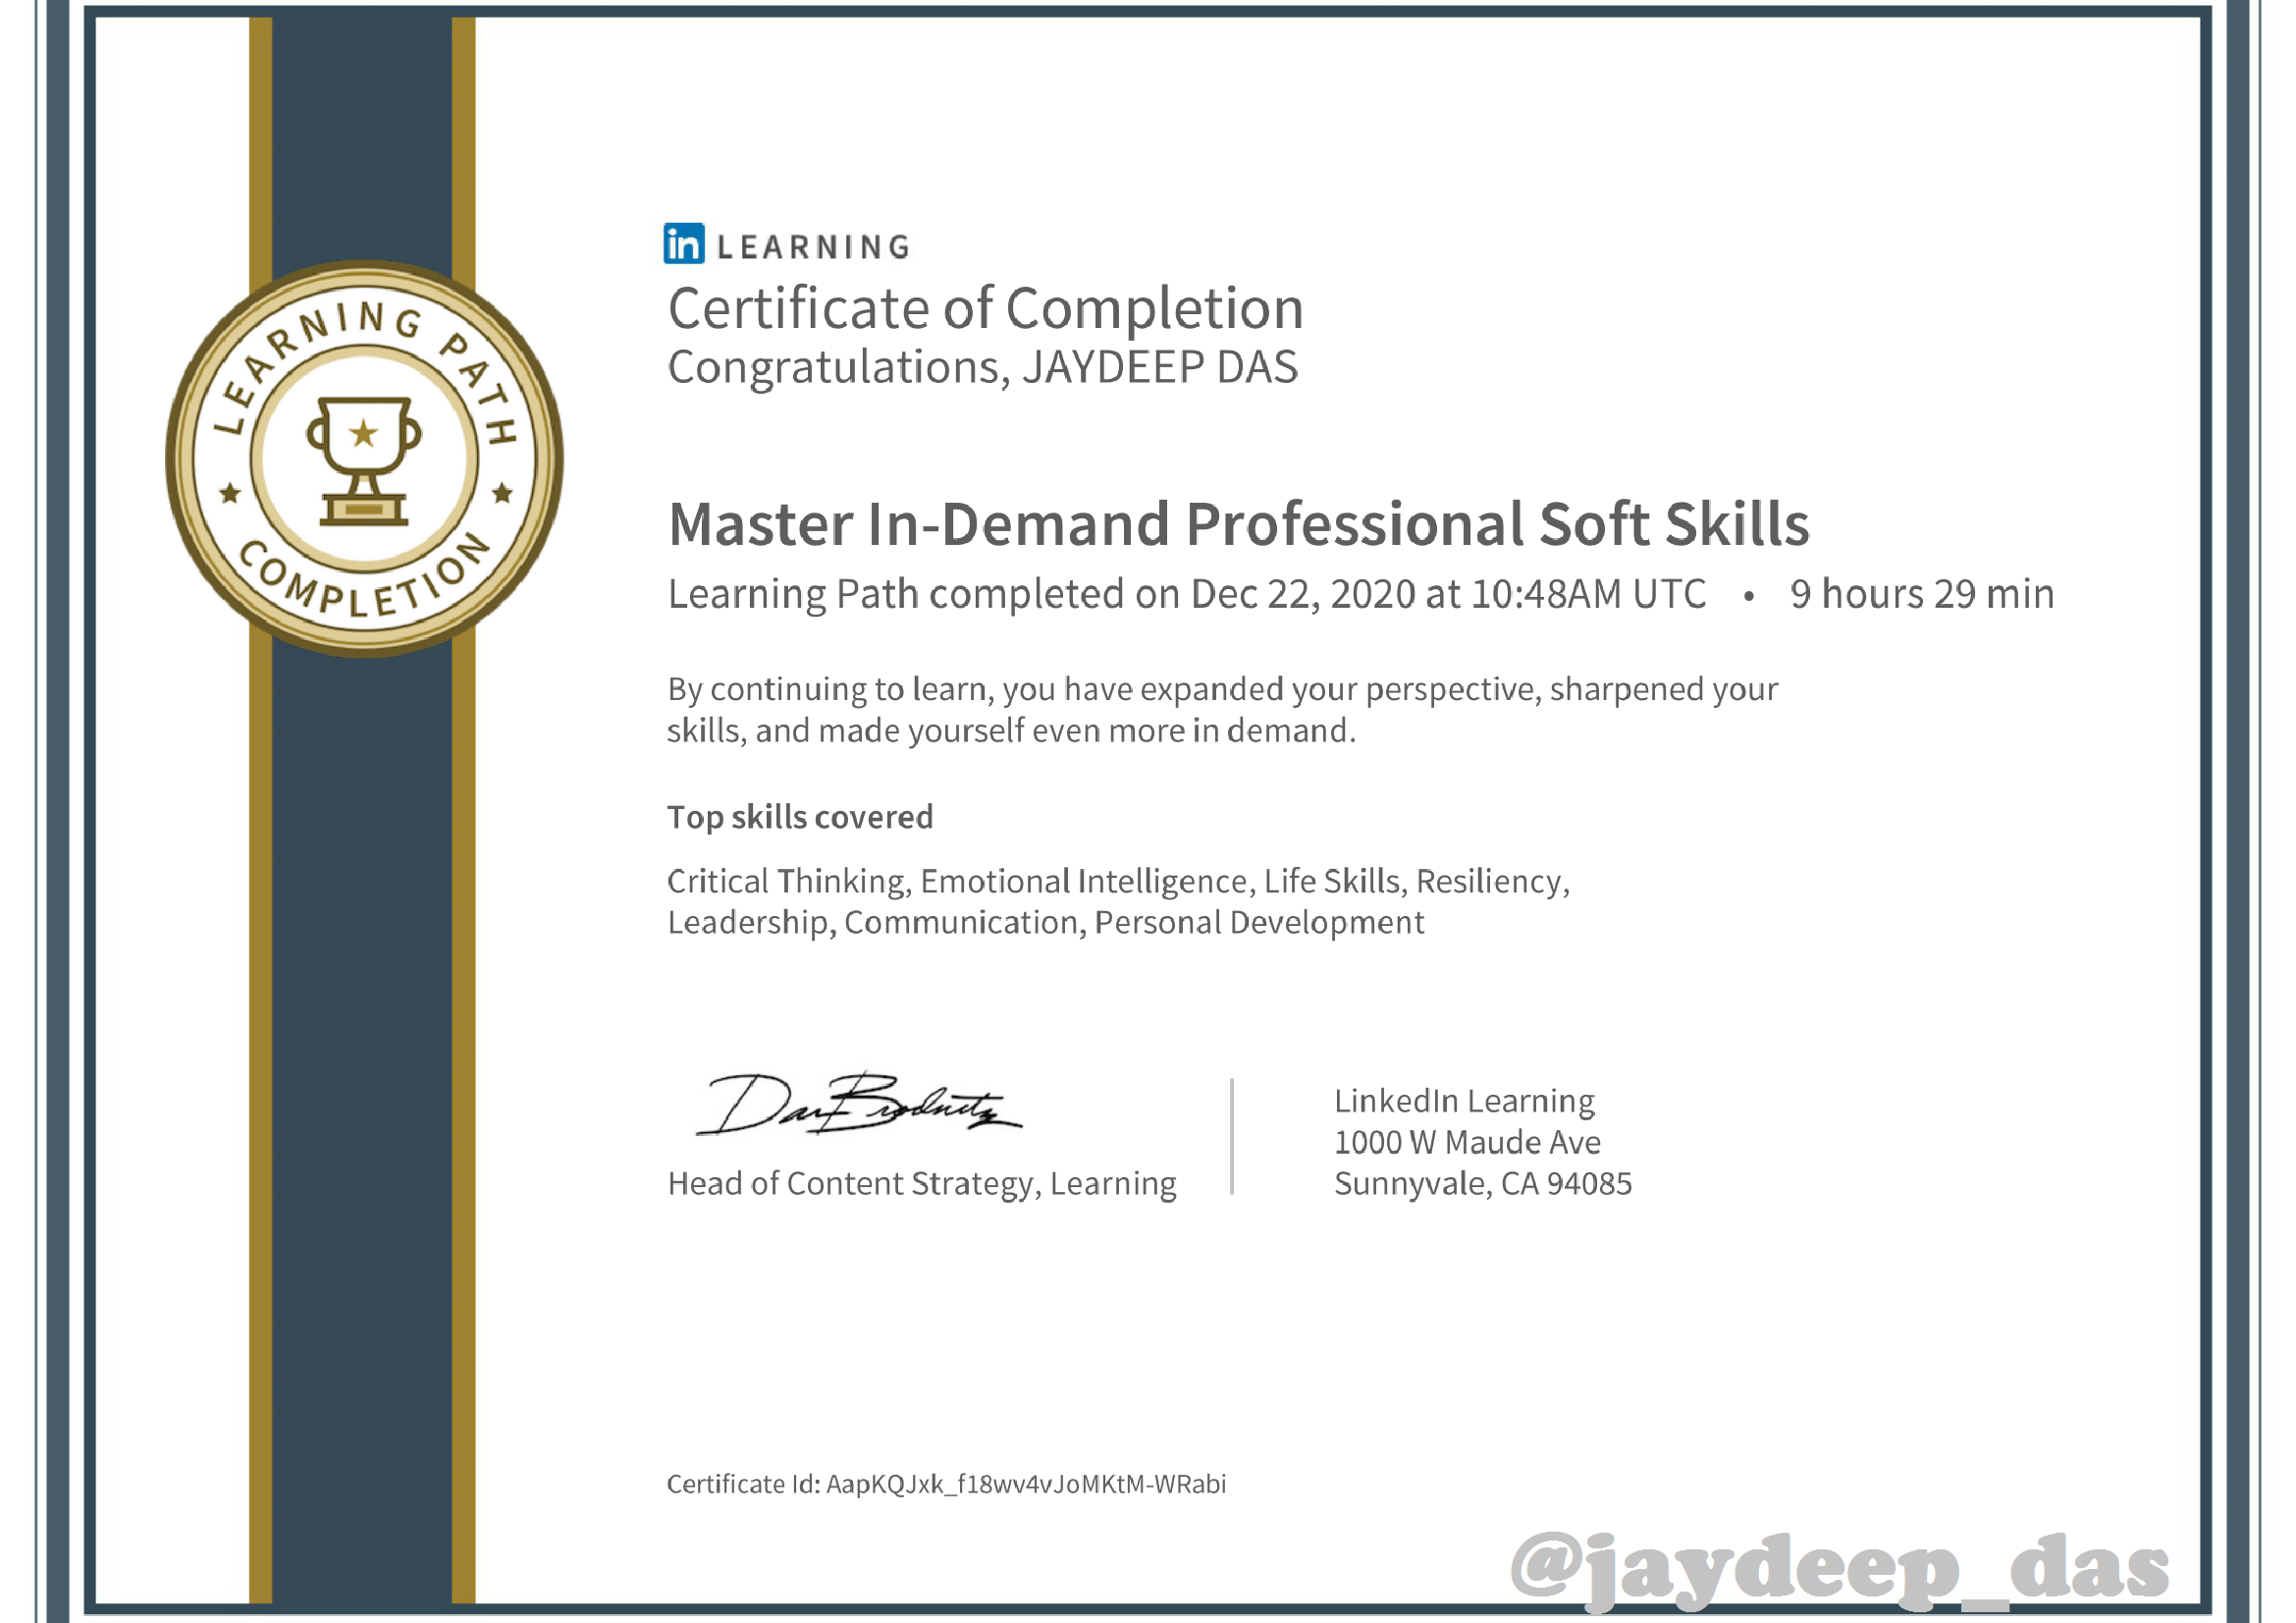 LEARNING PATH
COMPLETION
in LEARNING
Certificate of Completion
Congratulations, JAYDEEP DAS
Master In-Demand Professional Soft Skills
Learning Path completed on Dec 22, 2020 at 10:48AM UTC • 9 hours 29 min
By continuing to learn, you have expanded your perspective, sharpened your
skills, and made yourself even more in demand.
Top skills covered
Critical Thinking, Emotional Intelligence, Life Skills, Resiliency,
Leadership, Communication, Personal Development
Head of Content Strategy, Learning
LinkedIn Learning
1000 W Maude Ave
Sunnyvale, CA 94085
Certificate Id: AapKQJxk_f18wv4vJoMKtM-WRabi
@jaydeep_das